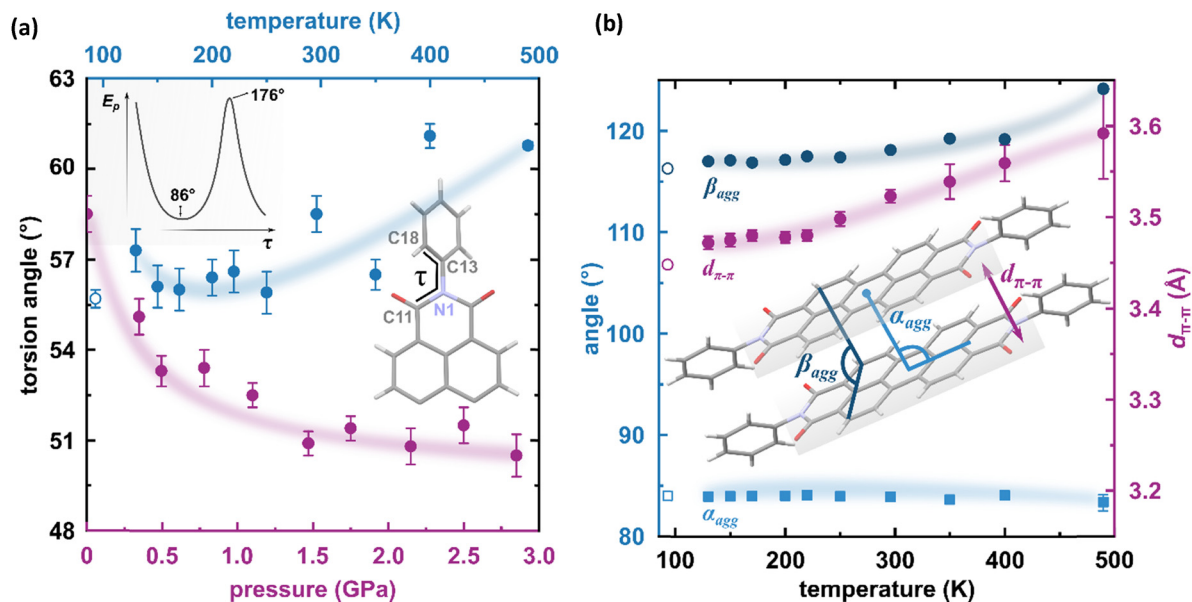 (a)
temperature (K)
100 200 300 400 490
63
60
57
54
51
48
torsion angle (°)
Eₚ
176°
86°
τ
C18
C13
τ
C11
N1
0 0.5 1.0 1.5 2.0 2.5 3.0
pressure (GPa)
(b)
120
110
100
90
80
angle (°)
βagg
dπ-π
dπ-π
αagg
βagg
αagg
3.6
3.5
3.4
3.3
3.2
dπ-π (Å)
100 200 300 400 500
temperature (K)